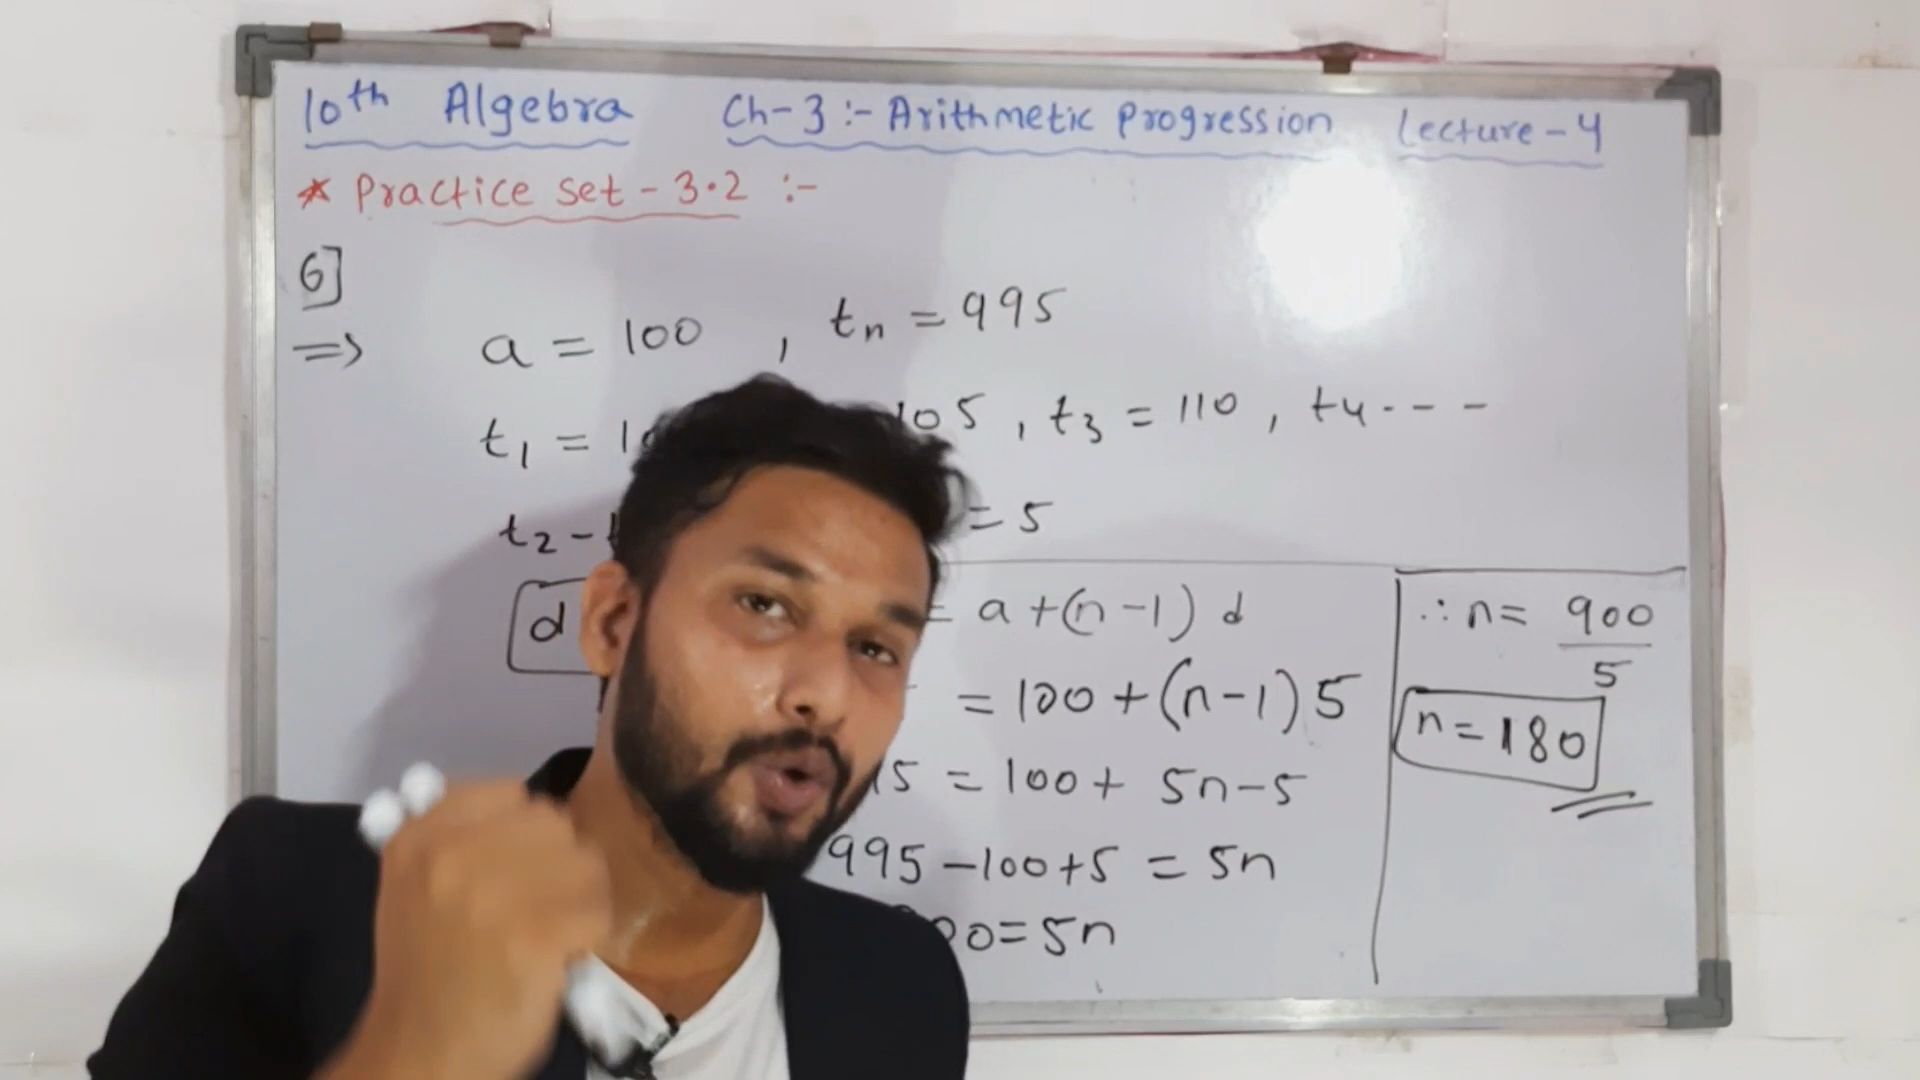 10th Algebra Ch-3 :- Arithmetic Progression Lecture-4
* Practice Set-3.2 :-
6]
=> a = 100 , tn = 995
t1 = 105 , t3 = 110 , t4 - - -
t2 - = 5
d = a + (n-1) d
= 100 + (n-1) 5
= 100 + 5n-5
995 -100+5 = 5n
0=5n
∴ n= 900/5
n=180